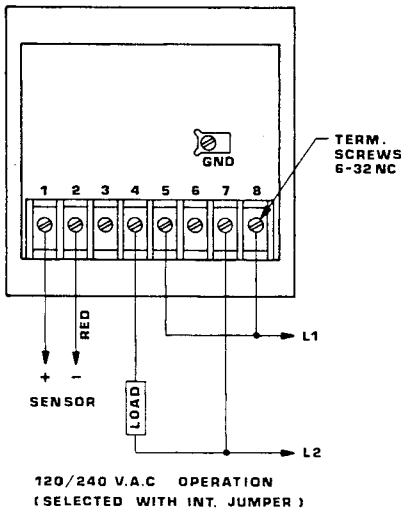 GND
TERM.
SCREWS
6-32 NC
1 2 3 4 5 6 7 8
RED
L1
+ -
SENSOR
LOAD
L2
120/240 V.A.C OPERATION
(SELECTED WITH INT. JUMPER)